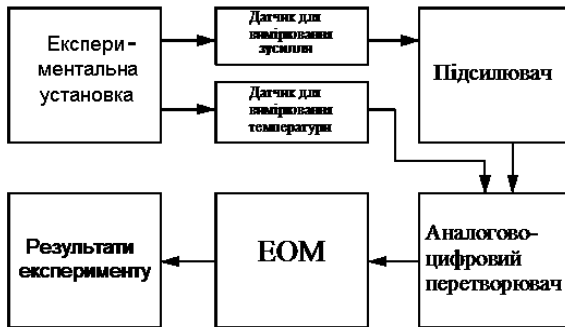 Експери-
ментальна
установка
Датчик для
вимірювання
зусилля
Датчик для
вимірювання
температури
Підсилювач
Результати
експерименту
ЕОМ
Аналогово-
цифровий
перетворювач